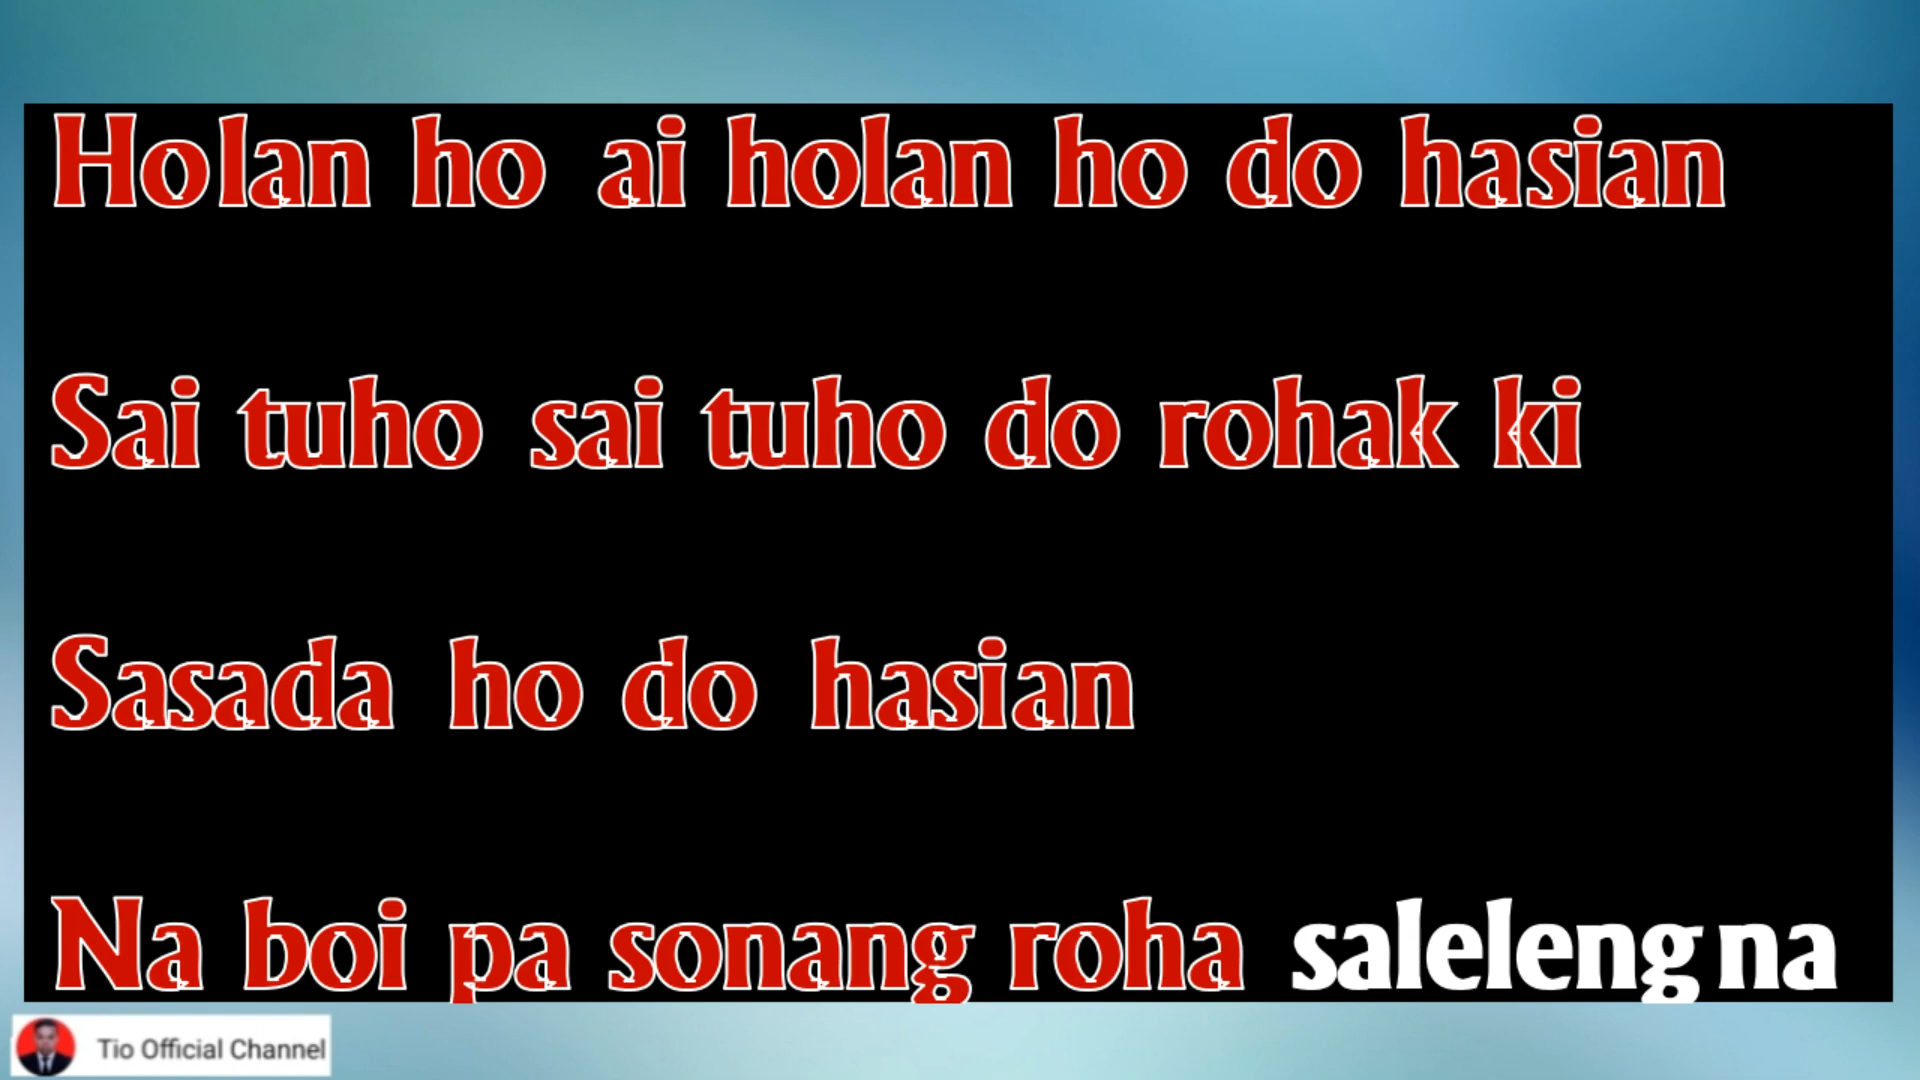 Holan ho ai holan ho do hasian
Sai tuho sai tuho do rohak ki
Sasada ho do hasian
Na boi pa sonang roha saleleng na
Tio Official Channel